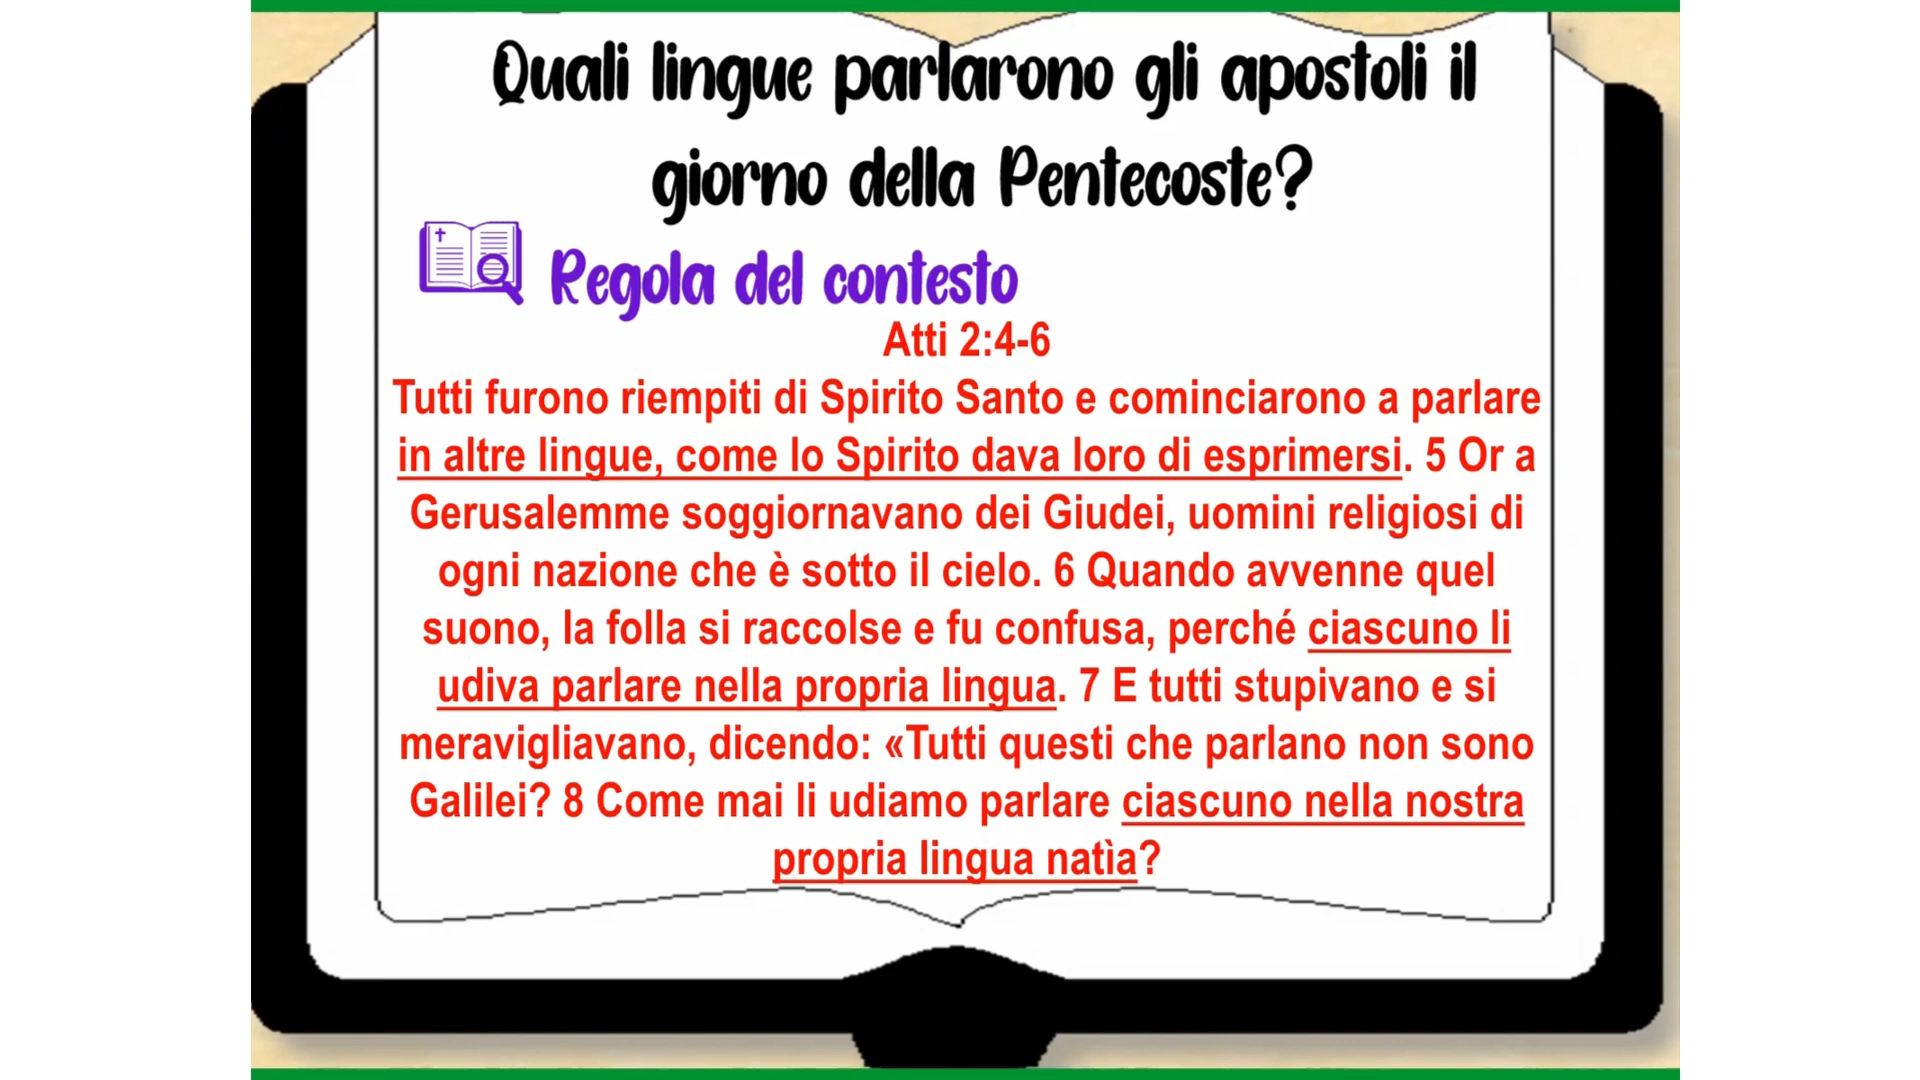 Quali lingue parlarono gli apostoli il
giorno della Pentecoste?
Regola del contesto
Atti 2:4-6
Tutti furono riempiti di Spirito Santo e cominciarono a parlare
in altre lingue, come lo Spirito dava loro di esprimersi. 5 Or a
Gerusalemme soggiornavano dei Giudei, uomini religiosi di
ogni nazione che è sotto il cielo. 6 Quando avvenne quel
suono, la folla si raccolse e fu confusa, perché ciascuno li
udiva parlare nella propria lingua. 7 E tutti stupivano e si
meravigliavano, dicendo: «Tutti questi che parlano non sono
Galilei? 8 Come mai li udiamo parlare ciascuno nella nostra
propria lingua natìa?